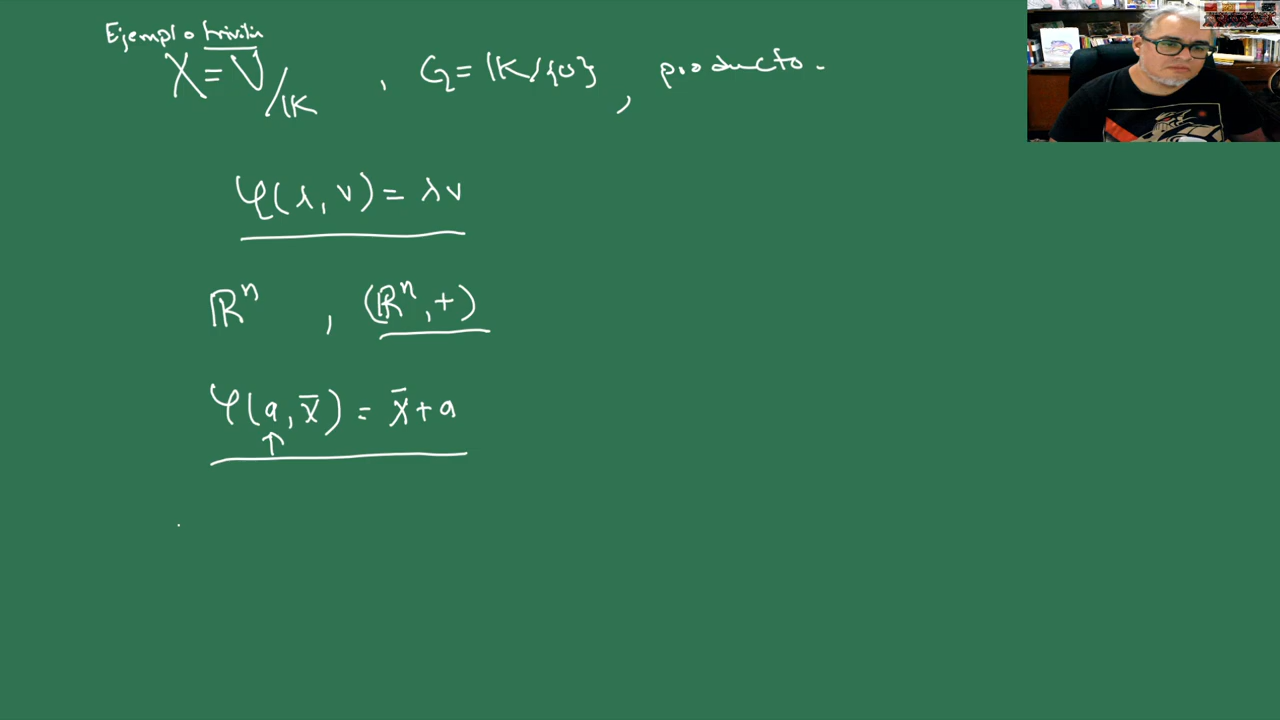 Ejemplo trivial
X = V/𝕂 , G = 𝕂/{0} , producto.
φ(λ, v) = λv
ℝⁿ , (ℝⁿ, +)
φ(a, x̄) = x̄ + a
↑